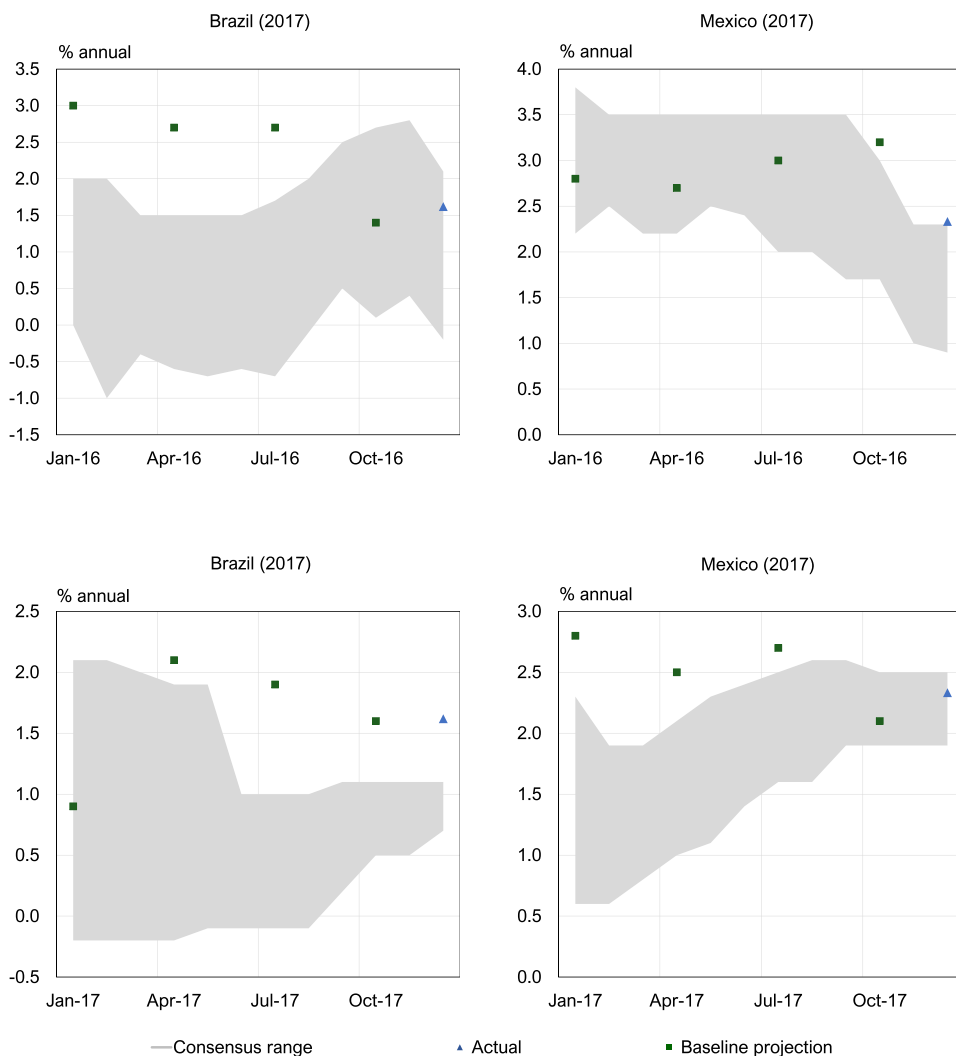 Brazil (2017)
% annual
3.5
3.0
2.5
2.0
1.5
1.0
0.5
0.0
-0.5
-1.0
-1.5
Jan-16 Apr-16 Jul-16 Oct-16
Mexico (2017)
% annual
4.0
3.5
3.0
2.5
2.0
1.5
1.0
0.5
0.0
Jan-16 Apr-16 Jul-16 Oct-16
Brazil (2017)
% annual
2.5
2.0
1.5
1.0
0.5
0.0
-0.5
Jan-17 Apr-17 Jul-17 Oct-17
Mexico (2017)
% annual
3.0
2.5
2.0
1.5
1.0
0.5
0.0
Jan-17 Apr-17 Jul-17 Oct-17
Consensus range Actual Baseline projection